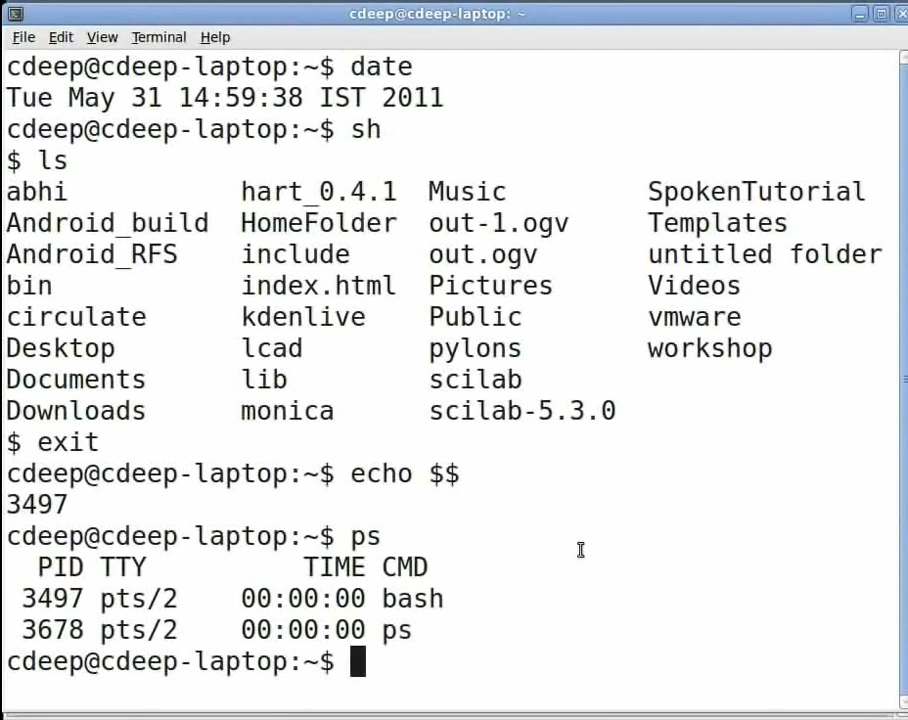 cdeep@cdeep-laptop: ~
File Edit View Terminal Help
cdeep@cdeep-laptop:~$ date
Tue May 31 14:59:38 IST 2011
cdeep@cdeep-laptop:~$ sh
$ ls
abhi hart_0.4.1 Music SpokenTutorial
Android_build HomeFolder out-1.ogv Templates
Android_RFS include out.ogv untitled folder
bin index.html Pictures Videos
circulate kdenlive Public vmware
Desktop lcad pylons workshop
Documents lib scilab
Downloads monica scilab-5.3.0
$ exit
cdeep@cdeep-laptop:~$ echo $$
3497
cdeep@cdeep-laptop:~$ ps
PID TTY TIME CMD
3497 pts/2 00:00:00 bash
3678 pts/2 00:00:00 ps
cdeep@cdeep-laptop:~$